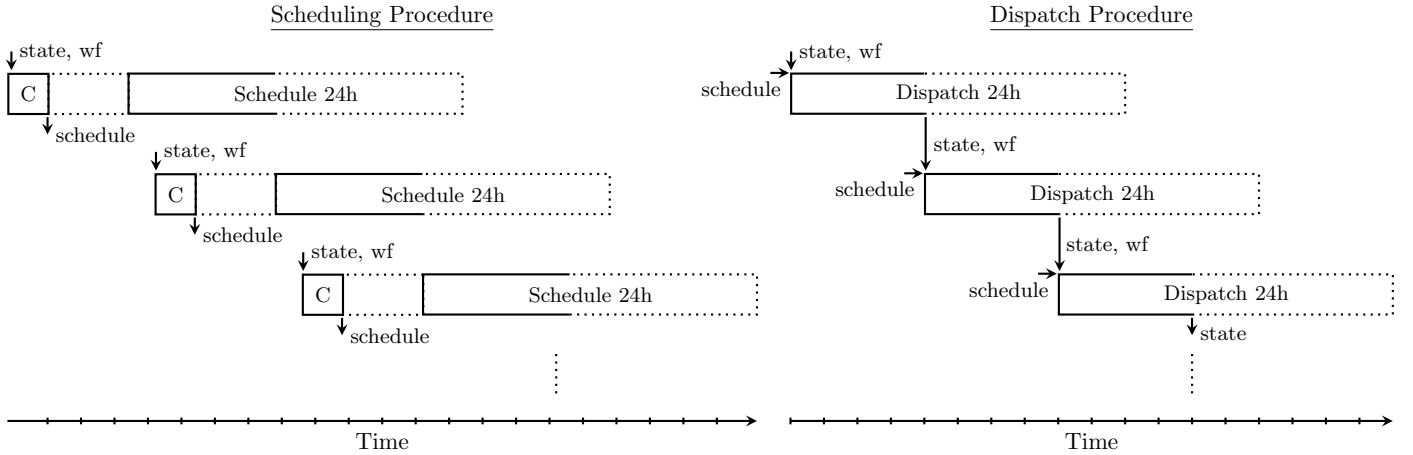 Scheduling Procedure
state, wf
C
Schedule 24h
schedule
state, wf
C
Schedule 24h
schedule
state, wf
C
Schedule 24h
schedule
Time
Dispatch Procedure
state, wf
schedule
Dispatch 24h
state, wf
schedule
Dispatch 24h
state, wf
schedule
Dispatch 24h
state
Time